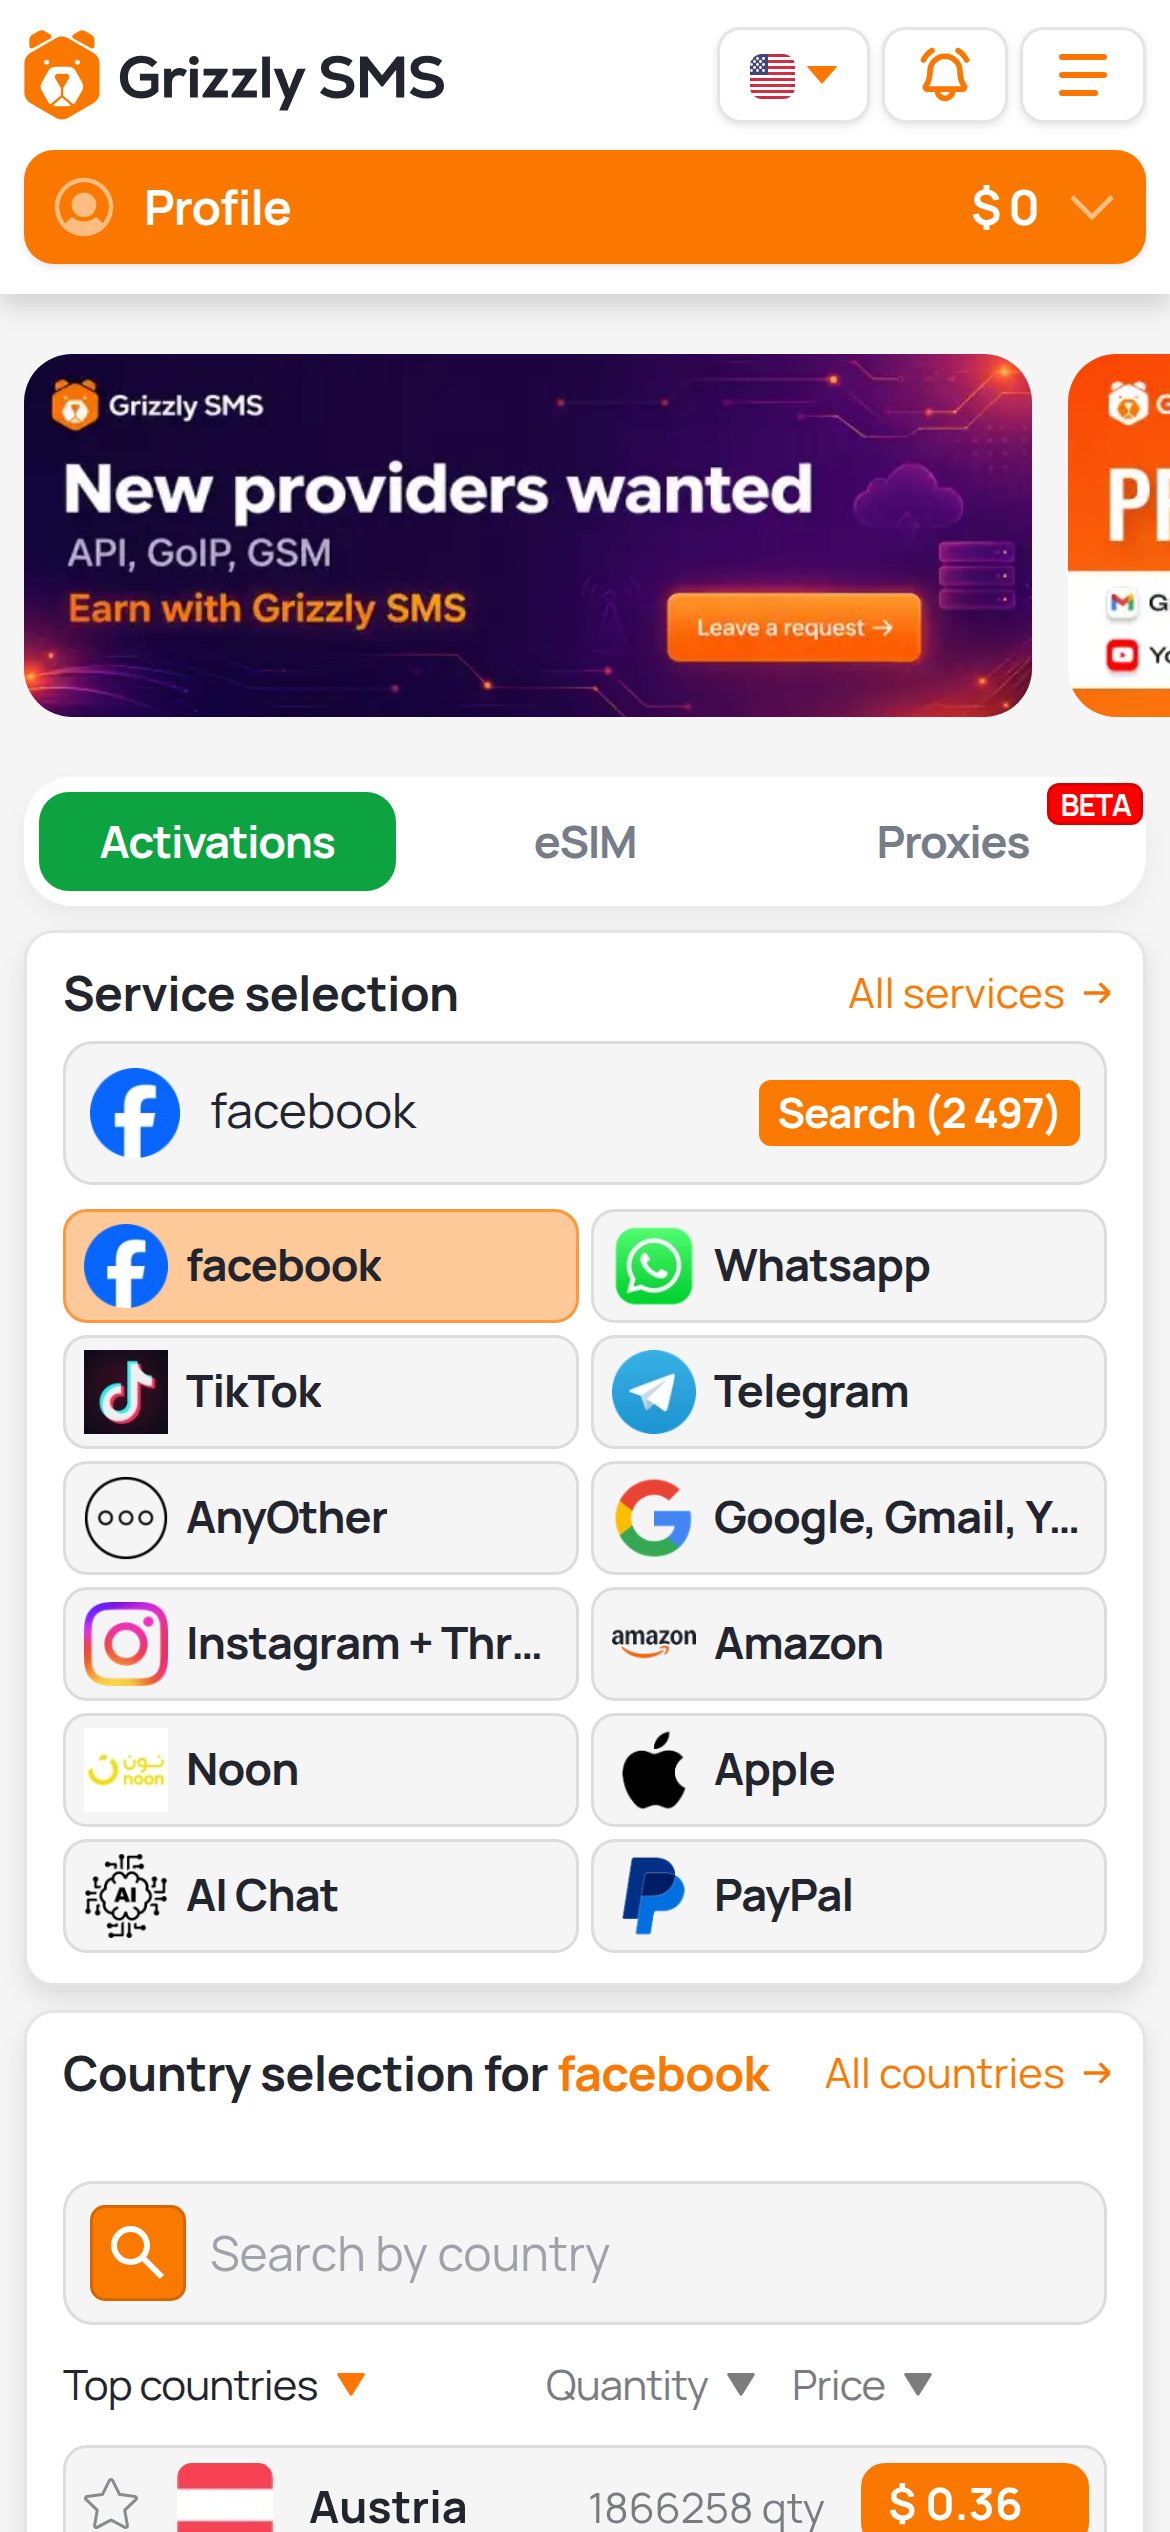 Grizzly SMS
Profile
$ 0
Grizzly SMS
New providers wanted
API, GoIP, GSM
Earn with Grizzly SMS
Leave a request →
Activations
eSIM
Proxies
BETA
Service selection
All services →
facebook
Search (2 497)
facebook
Whatsapp
TikTok
Telegram
AnyOther
Google, Gmail, Y...
Instagram + Thr...
amazon
Amazon
نون
noon
Noon
Apple
AI
AI Chat
PayPal
Country selection for facebook
All countries →
Search by country
Top countries
Quantity
Price
Austria
1866258 qty
$ 0.36